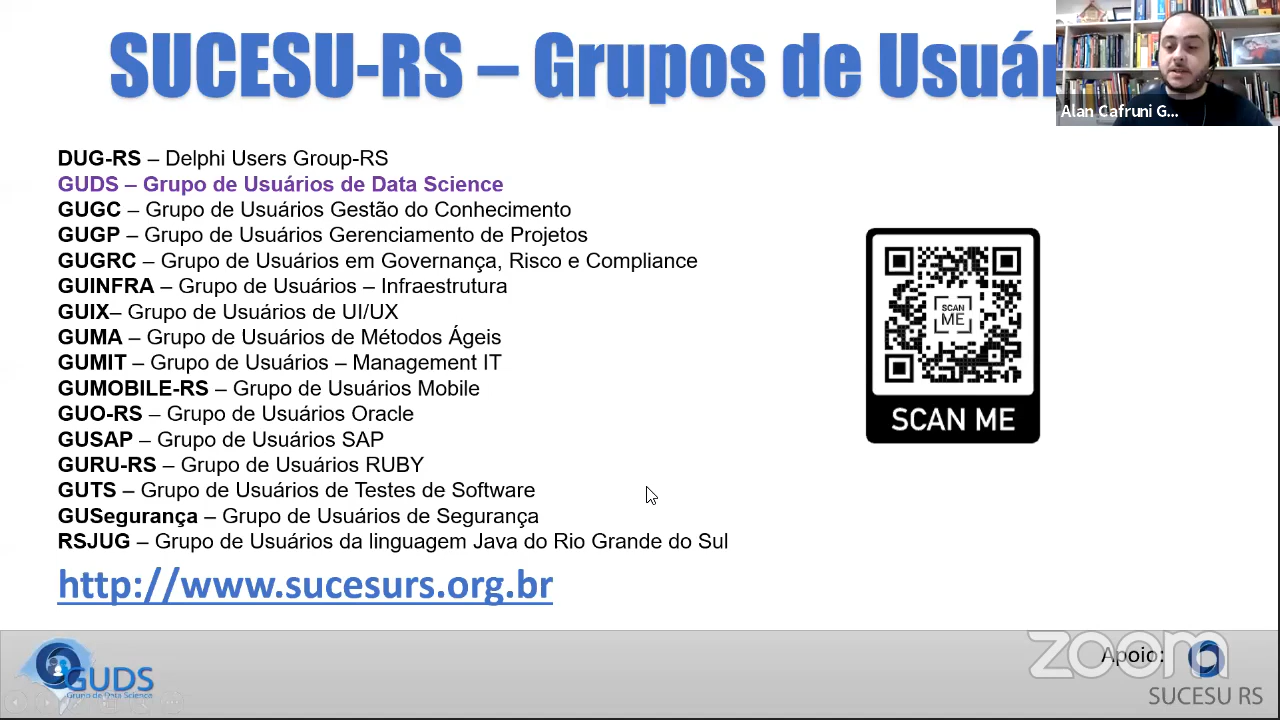 SUCESU-RS – Grupos de Usuár
Alan Cafruni G...
DUG-RS – Delphi Users Group-RS
GUDS – Grupo de Usuários de Data Science
GUGC – Grupo de Usuários Gestão do Conhecimento
GUGP – Grupo de Usuários Gerenciamento de Projetos
GUGRC – Grupo de Usuários em Governança, Risco e Compliance
GUINFRA – Grupo de Usuários – Infraestrutura
GUIX– Grupo de Usuários de UI/UX
GUMA – Grupo de Usuários de Métodos Ágeis
GUMIT – Grupo de Usuários – Management IT
GUMOBILE-RS – Grupo de Usuários Mobile
GUO-RS – Grupo de Usuários Oracle
GUSAP – Grupo de Usuários SAP
GURU-RS – Grupo de Usuários RUBY
GUTS – Grupo de Usuários de Testes de Software
GUSegurança – Grupo de Usuários de Segurança
RSJUG – Grupo de Usuários da linguagem Java do Rio Grande do Sul
http://www.sucesurs.org.br
SCAN
ME
SCAN ME
GUDS
Grupo de Data Science
zoom
Apoio:
SUCESU RS